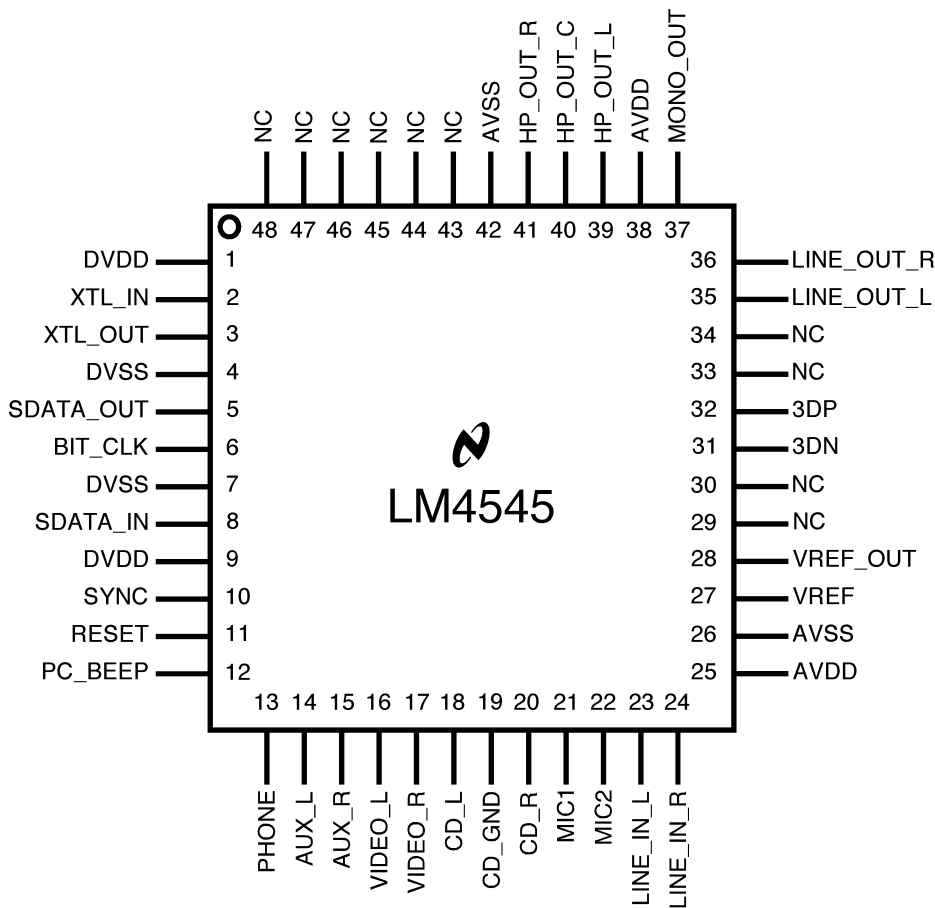 NC NC NC NC NC NC AVSS HP_OUT_R HP_OUT_C HP_OUT_L AVDD MONO_OUT
48 47 46 45 44 43 42 41 40 39 38 37
DVDD 1 36 LINE_OUT_R
XTL_IN 2 35 LINE_OUT_L
XTL_OUT 3 34 NC
DVSS 4 33 NC
SDATA_OUT 5 32 3DP
BIT_CLK 6 31 3DN
DVSS 7 30 NC
LM4545
SDATA_IN 8 29 NC
DVDD 9 28 VREF_OUT
SYNC 10 27 VREF
RESET 11 26 AVSS
PC_BEEP 12 25 AVDD
13 14 15 16 17 18 19 20 21 22 23 24
PHONE AUX_L AUX_R VIDEO_L VIDEO_R CD_L CD_GND CD_R MIC1 MIC2 LINE_IN_L LINE_IN_R